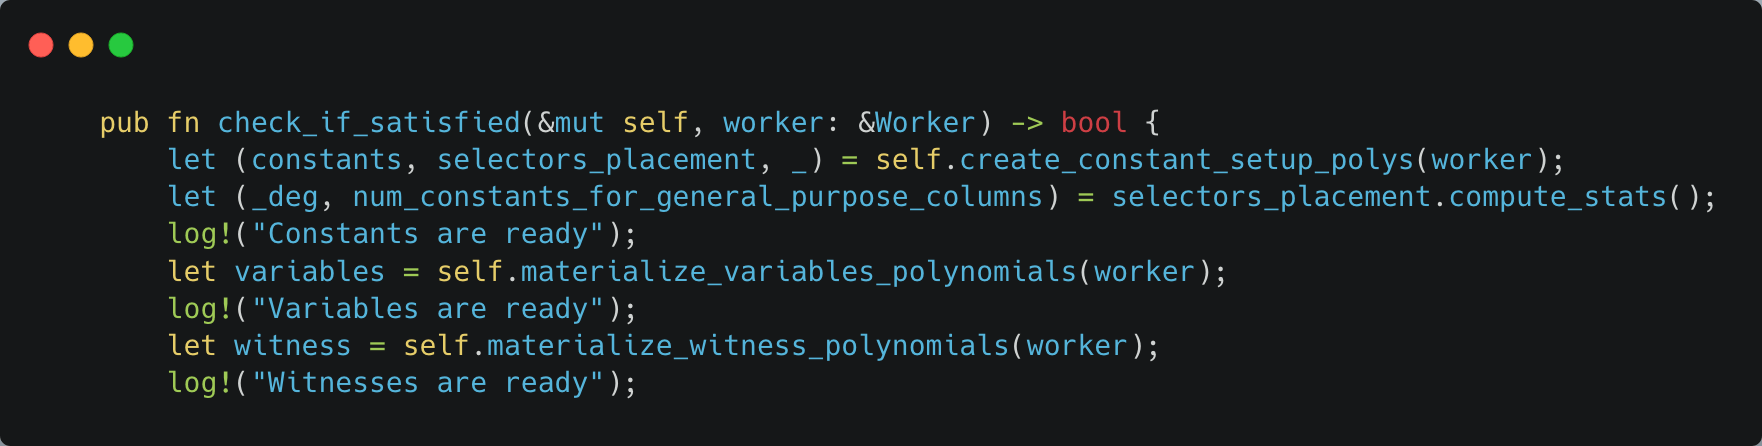 pub fn check_if_satisfied(&mut self, worker: &Worker) -> bool {
    let (constants, selectors_placement, _) = self.create_constant_setup_polys(worker);
    let (_deg, num_constants_for_general_purpose_columns) = selectors_placement.compute_stats();
    log!("Constants are ready");
    let variables = self.materialize_variables_polynomials(worker);
    log!("Variables are ready");
    let witness = self.materialize_witness_polynomials(worker);
    log!("Witnesses are ready");